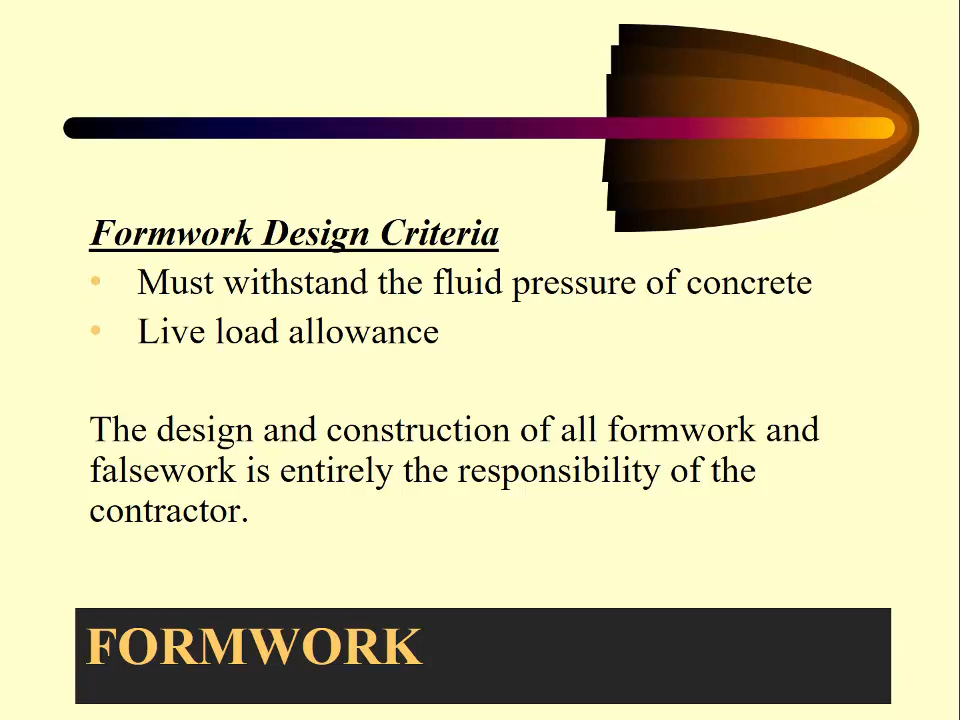 Formwork Design Criteria
• Must withstand the fluid pressure of concrete
• Live load allowance
The design and construction of all formwork and
falsework is entirely the responsibility of the
contractor.
FORMWORK